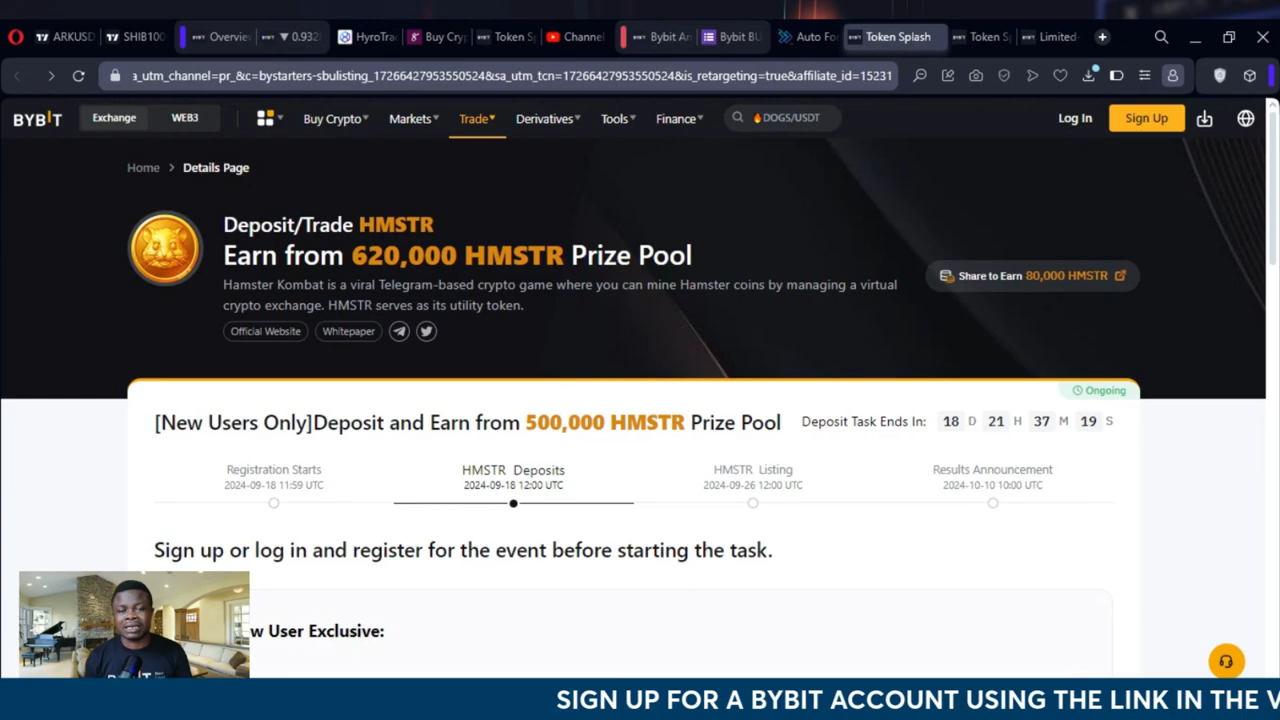 ARKUSD
SHIB100
Overview
▼ 0.932
HyroTra
Buy Cry
Token S
Channel
Bybit Ar
Bybit BU
Auto Fo
Token Splash
Token S
Limited
a_utm_channel=pr_&c=bystarters-sbulisting_17266427953550524&sa_utm_tcn=17266427953550524&is_retargeting=true&affiliate_id=15231
BYBIT
Exchange
WEB3
Buy Crypto
Markets
Trade
Derivatives
Tools
Finance
🔥DOGS/USDT
Log In
Sign Up
Home > Details Page
Deposit/Trade HMSTR
Earn from 620,000 HMSTR Prize Pool
Hamster Kombat is a viral Telegram-based crypto game where you can mine Hamster coins by managing a virtual
crypto exchange. HMSTR serves as its utility token.
Share to Earn 80,000 HMSTR
Official Website
Whitepaper
Ongoing
[New Users Only]Deposit and Earn from 500,000 HMSTR Prize Pool
Deposit Task Ends In: 18 D 21 H 37 M 19 S
Registration Starts
2024-09-18 11:59 UTC
HMSTR Deposits
2024-09-18 12:00 UTC
HMSTR Listing
2024-09-26 12:00 UTC
Results Announcement
2024-10-10 10:00 UTC
Sign up or log in and register for the event before starting the task.
w User Exclusive:
SIGN UP FOR A BYBIT ACCOUNT USING THE LINK IN THE V